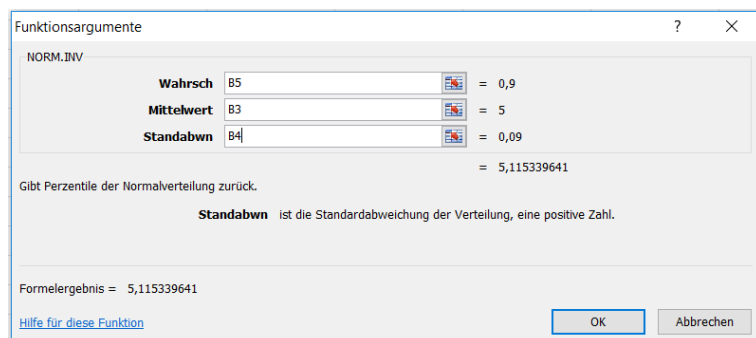 Funktionsargumente ? ×
NORM.INV
Wahrsch B5 = 0,9
Mittelwert B3 = 5
Standabwn B4 = 0,09
= 5,115339641
Gibt Perzentile der Normalverteilung zurück.
Standabwn ist die Standardabweichung der Verteilung, eine positive Zahl.
Formelergebnis = 5,115339641
Hilfe für diese Funktion OK Abbrechen